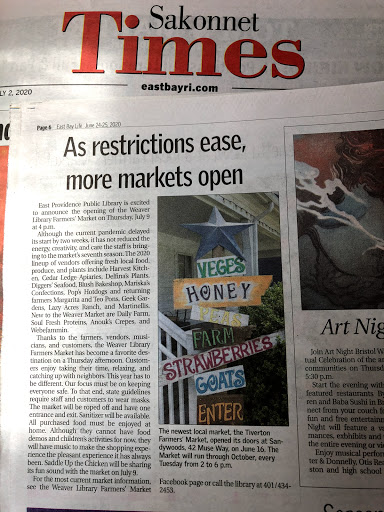 Sakonnet
Times
LY 2, 2020
eastbayri.com
Page 6 East Bay Life June 24/25, 2020
As restrictions ease,
more markets open
East Providence Public Library is excited
to announce the opening of the Weaver
Library Farmers' Market on Thursday, July 9
at 4 p.m.
Although the current pandemic delayed
its start by two weeks, it has not reduced the
energy, creativity, and care that staff is bring-
ing to the market's seventh season. The 2020
lineup of vendors offering fresh local food,
produce, and plants include Harvest Kitch-
en, Cedar Ledge Apiaries, Delfina's Plants,
Diggers' Seafood, Blush Bakeshop, Mariska's
Confections, Pop's Hotdogs and returning
farmers Margarita and Teo Pons, Geek Gar-
dens, Lazy Acres Ranch, and Martinellis.
New to the Weaver Market are Daily Farm,
Soul Fresh Proteins, Anouk's Crepes, and
Thanks to the farmers, vendors, musi-
cians, and customers, the Weaver Library
Farmers Market has become a favorite des-
tination on a Thursday afternoon. Custom-
ers enjoy taking their time, relaxing, and
catching up with neighbors. This year has to
be different. Our focus must be on keeping
everyone safe. To that end, state guidelines
require staff and customers to wear masks.
The market will be roped off and have one
entrance and exit. Sanitizer will be available.
All purchased food must be enjoyed at
home. Although they cannot have food
demos and children's activities for now, they
will have music to make the shopping expe-
rience the pleasant experience it has always
been. Saddle Up the Chicken will be sharing
its fun sound with the market on July 9.
For the most current market information,
see the Weaver Library Farmers' Market
VEGES
HONEY
FARM
STRAWBERRIES
GOATS
ENTER
The newest local market, the Tiverton
Farmers' Market, opened its doors at San-
dywoods, 42 Muse Way, on June 16. The
Market will run through October, every
Tuesday from 2 to 6 p.m.
Facebook page or call the library at 401/434-
2453.
Art Nig
Join Art Night Bristol W
tual Celebration of the
communities on Thursd
5:30 p.m.
Start the evening with
featured restaurants. By
ren and Baba Siahi in B
nect from your couch
fun and free entertainm
Night will feature a v
mances, exhibits and
the entire evening or vi
Enjoy musical perfor
ter & Donnelly, Otis Re
ston and high school